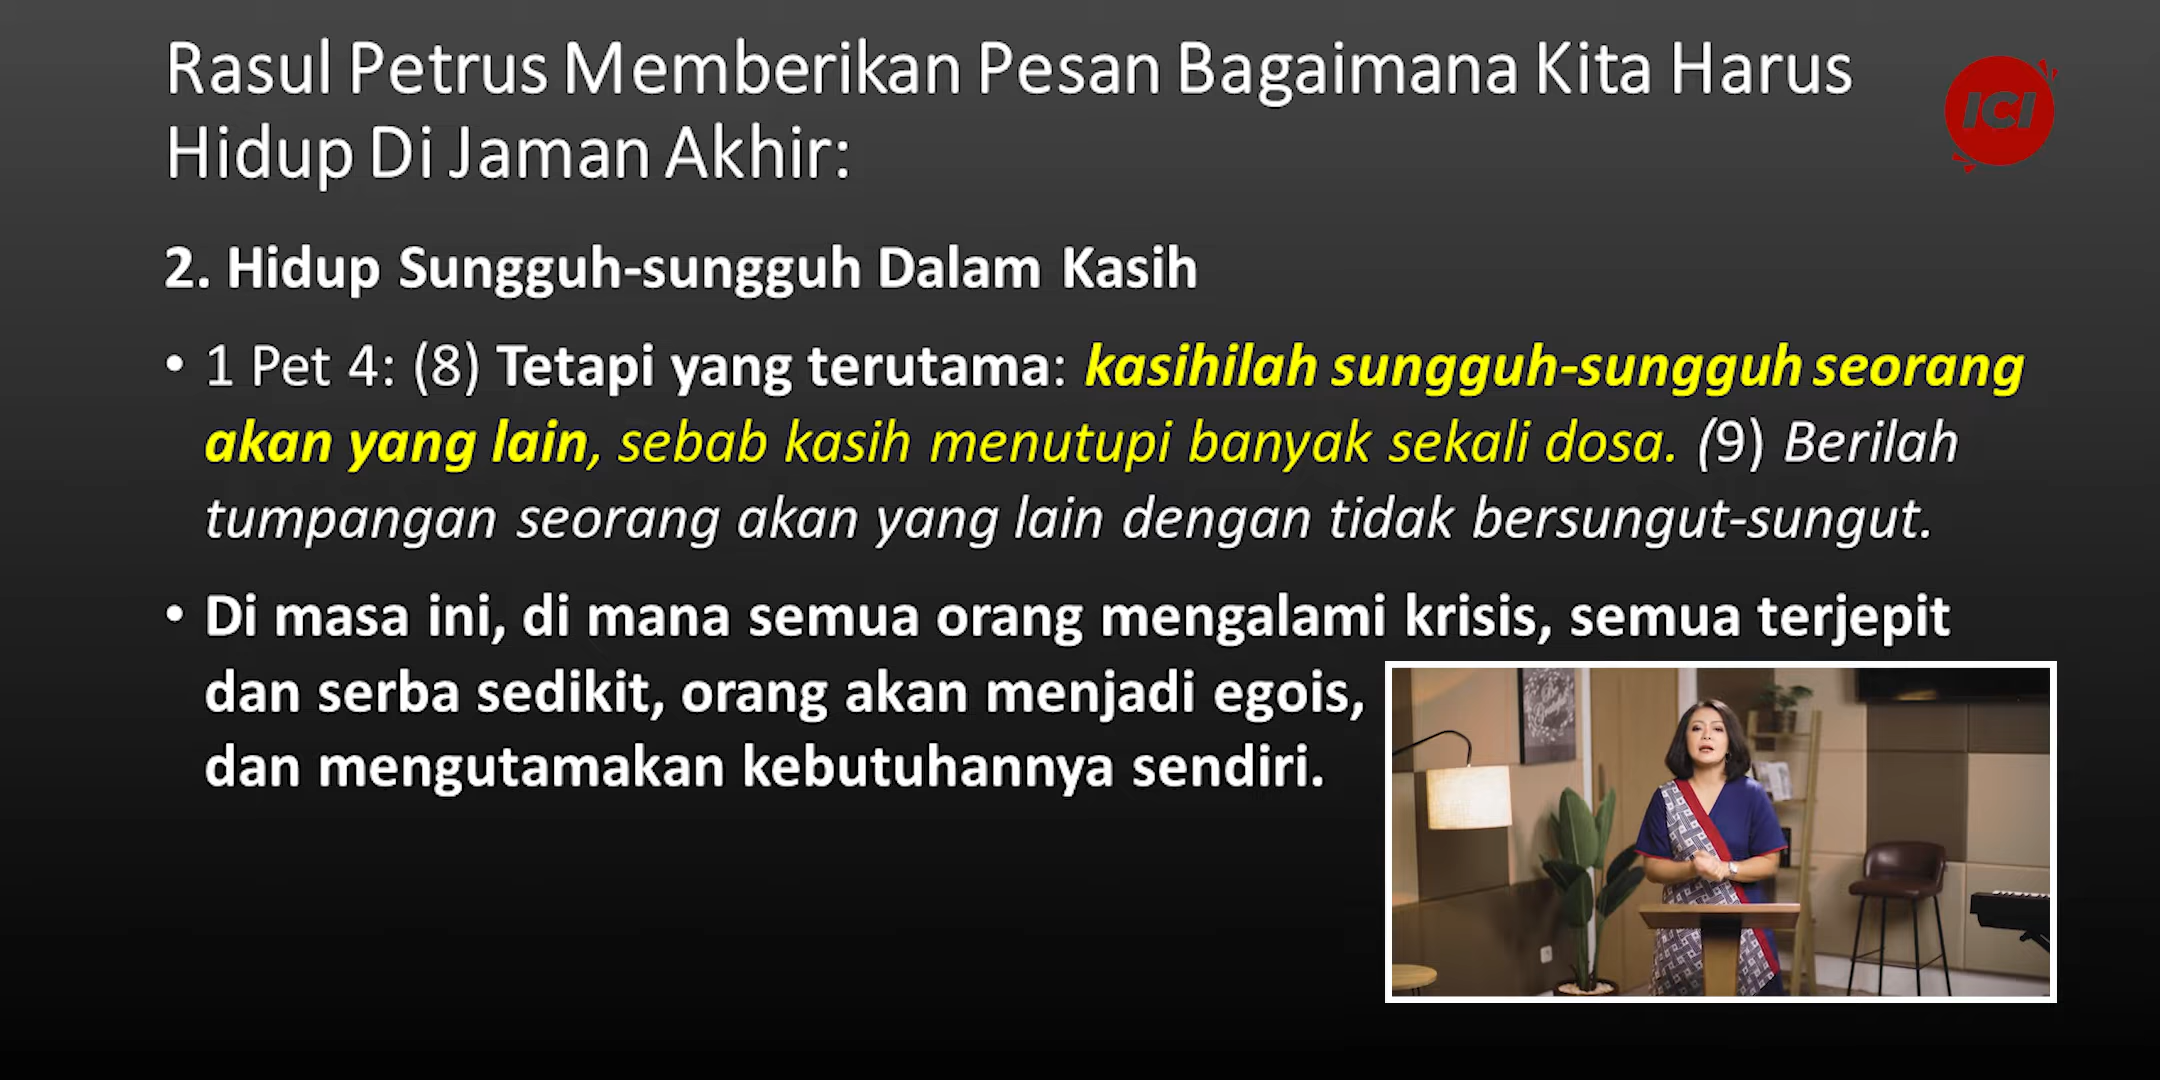 Rasul Petrus Memberikan Pesan Bagaimana Kita Harus
Hidup Di Jaman Akhir:
ICI
2. Hidup Sungguh-sungguh Dalam Kasih
• 1 Pet 4: (8) Tetapi yang terutama: kasihilah sungguh-sungguh seorang
akan yang lain, sebab kasih menutupi banyak sekali dosa. (9) Berilah
tumpangan seorang akan yang lain dengan tidak bersungut-sungut.
• Di masa ini, di mana semua orang mengalami krisis, semua terjepit
dan serba sedikit, orang akan menjadi egois,
dan mengutamakan kebutuhannya sendiri.